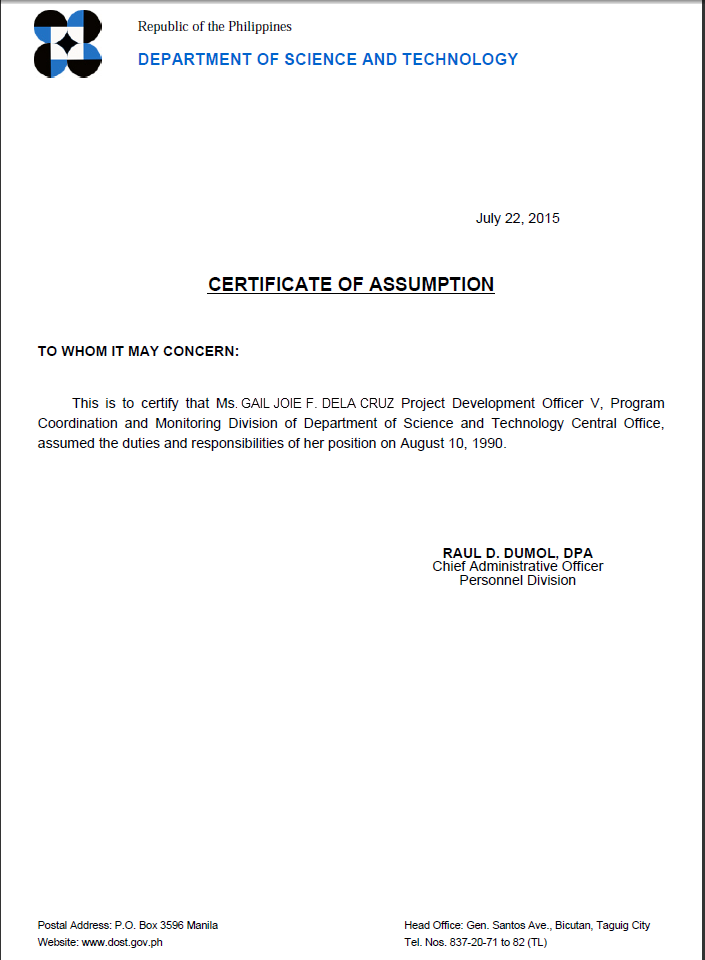 Republic of the Philippines
DEPARTMENT OF SCIENCE AND TECHNOLOGY
July 22, 2015
CERTIFICATE OF ASSUMPTION
TO WHOM IT MAY CONCERN:
This is to certify that Ms. GAIL JOIE F. DELA CRUZ Project Development Officer V, Program
Coordination and Monitoring Division of Department of Science and Technology Central Office,
assumed the duties and responsibilities of her position on August 10, 1990.
RAUL D. DUMOL, DPA
Chief Administrative Officer
Personnel Division
Postal Address: P.O. Box 3596 Manila
Head Office: Gen. Santos Ave., Bicutan, Taguig City
Website: www.dost.gov.ph
Tel. Nos. 837-20-71 to 82 (TL)